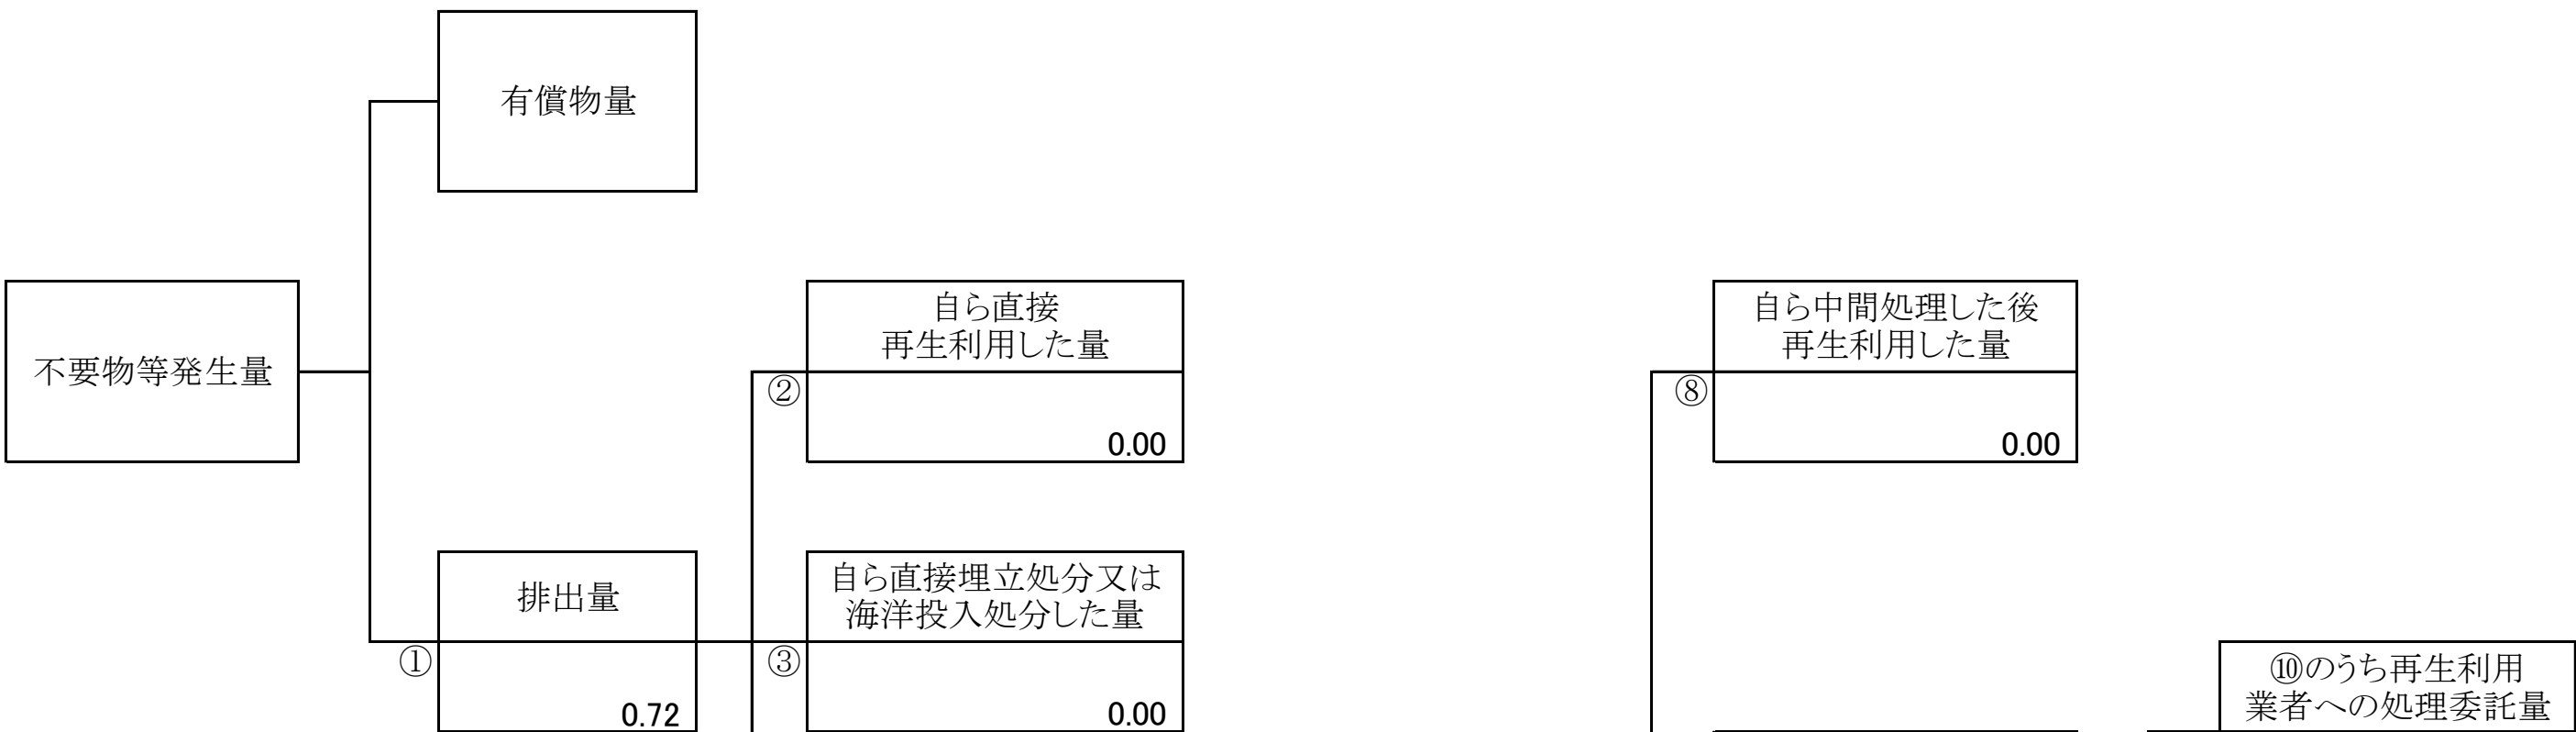 有償物量
不要物等発生量
自ら直接
再生利用した量
②
0.00
自ら中間処理した後
再生利用した量
⑧
0.00
排出量
①
0.72
自ら直接埋立処分又は
海洋投入処分した量
③
0.00
⑩のうち再生利用
業者への処理委託量